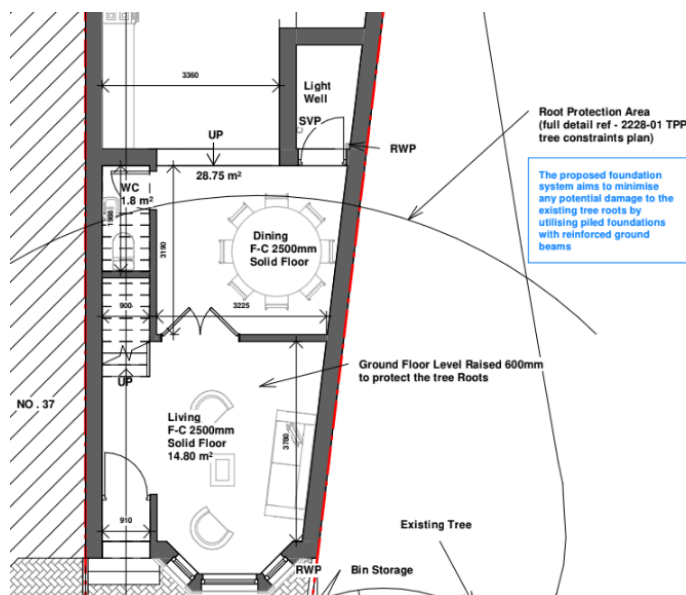 3360
Light
Well
SVP
UP
RWP
28.75 m²
WC
1.8 m²
1966
3190
Dining
F-C 2500mm
Solid Floor
900
3225
UP
Root Protection Area
(full detail ref - 2228-01 TPP
tree constraints plan)
The proposed foundation
system aims to minimise
any potential damage to the
existing tree roots by
utilising piled foundations
with reinforced ground
beams
Ground Floor Level Raised 600mm
to protect the tree Roots
NO . 37
Living
F-C 2500mm
Solid Floor
14.80 m²
3780
910
Existing Tree
RWP
Bin Storage